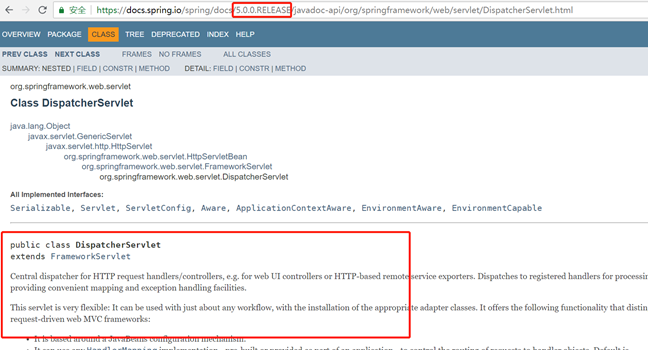 安全 | https://docs.spring.io/spring/docs/5.0.0.RELEASE/javadoc-api/org/springframework/web/servlet/DispatcherServlet.html
OVERVIEW PACKAGE CLASS TREE DEPRECATED INDEX HELP
PREV CLASS NEXT CLASS FRAMES NO FRAMES ALL CLASSES
SUMMARY: NESTED | FIELD | CONSTR | METHOD DETAIL: FIELD | CONSTR | METHOD
org.springframework.web.servlet
Class DispatcherServlet
java.lang.Object
javax.servlet.GenericServlet
javax.servlet.http.HttpServlet
org.springframework.web.servlet.HttpServletBean
org.springframework.web.servlet.FrameworkServlet
org.springframework.web.servlet.DispatcherServlet
All Implemented Interfaces:
Serializable, Servlet, ServletConfig, Aware, ApplicationContextAware, EnvironmentAware, EnvironmentCapable
public class DispatcherServlet
extends FrameworkServlet
Central dispatcher for HTTP request handlers/controllers, e.g. for web UI controllers or HTTP-based remote service exporters. Dispatches to registered handlers for processin
providing convenient mapping and exception handling facilities.
This servlet is very flexible: It can be used with just about any workflow, with the installation of the appropriate adapter classes. It offers the following functionality that distin
request-driven web MVC frameworks:
It is based around a JavaBeans configuration mechanism.